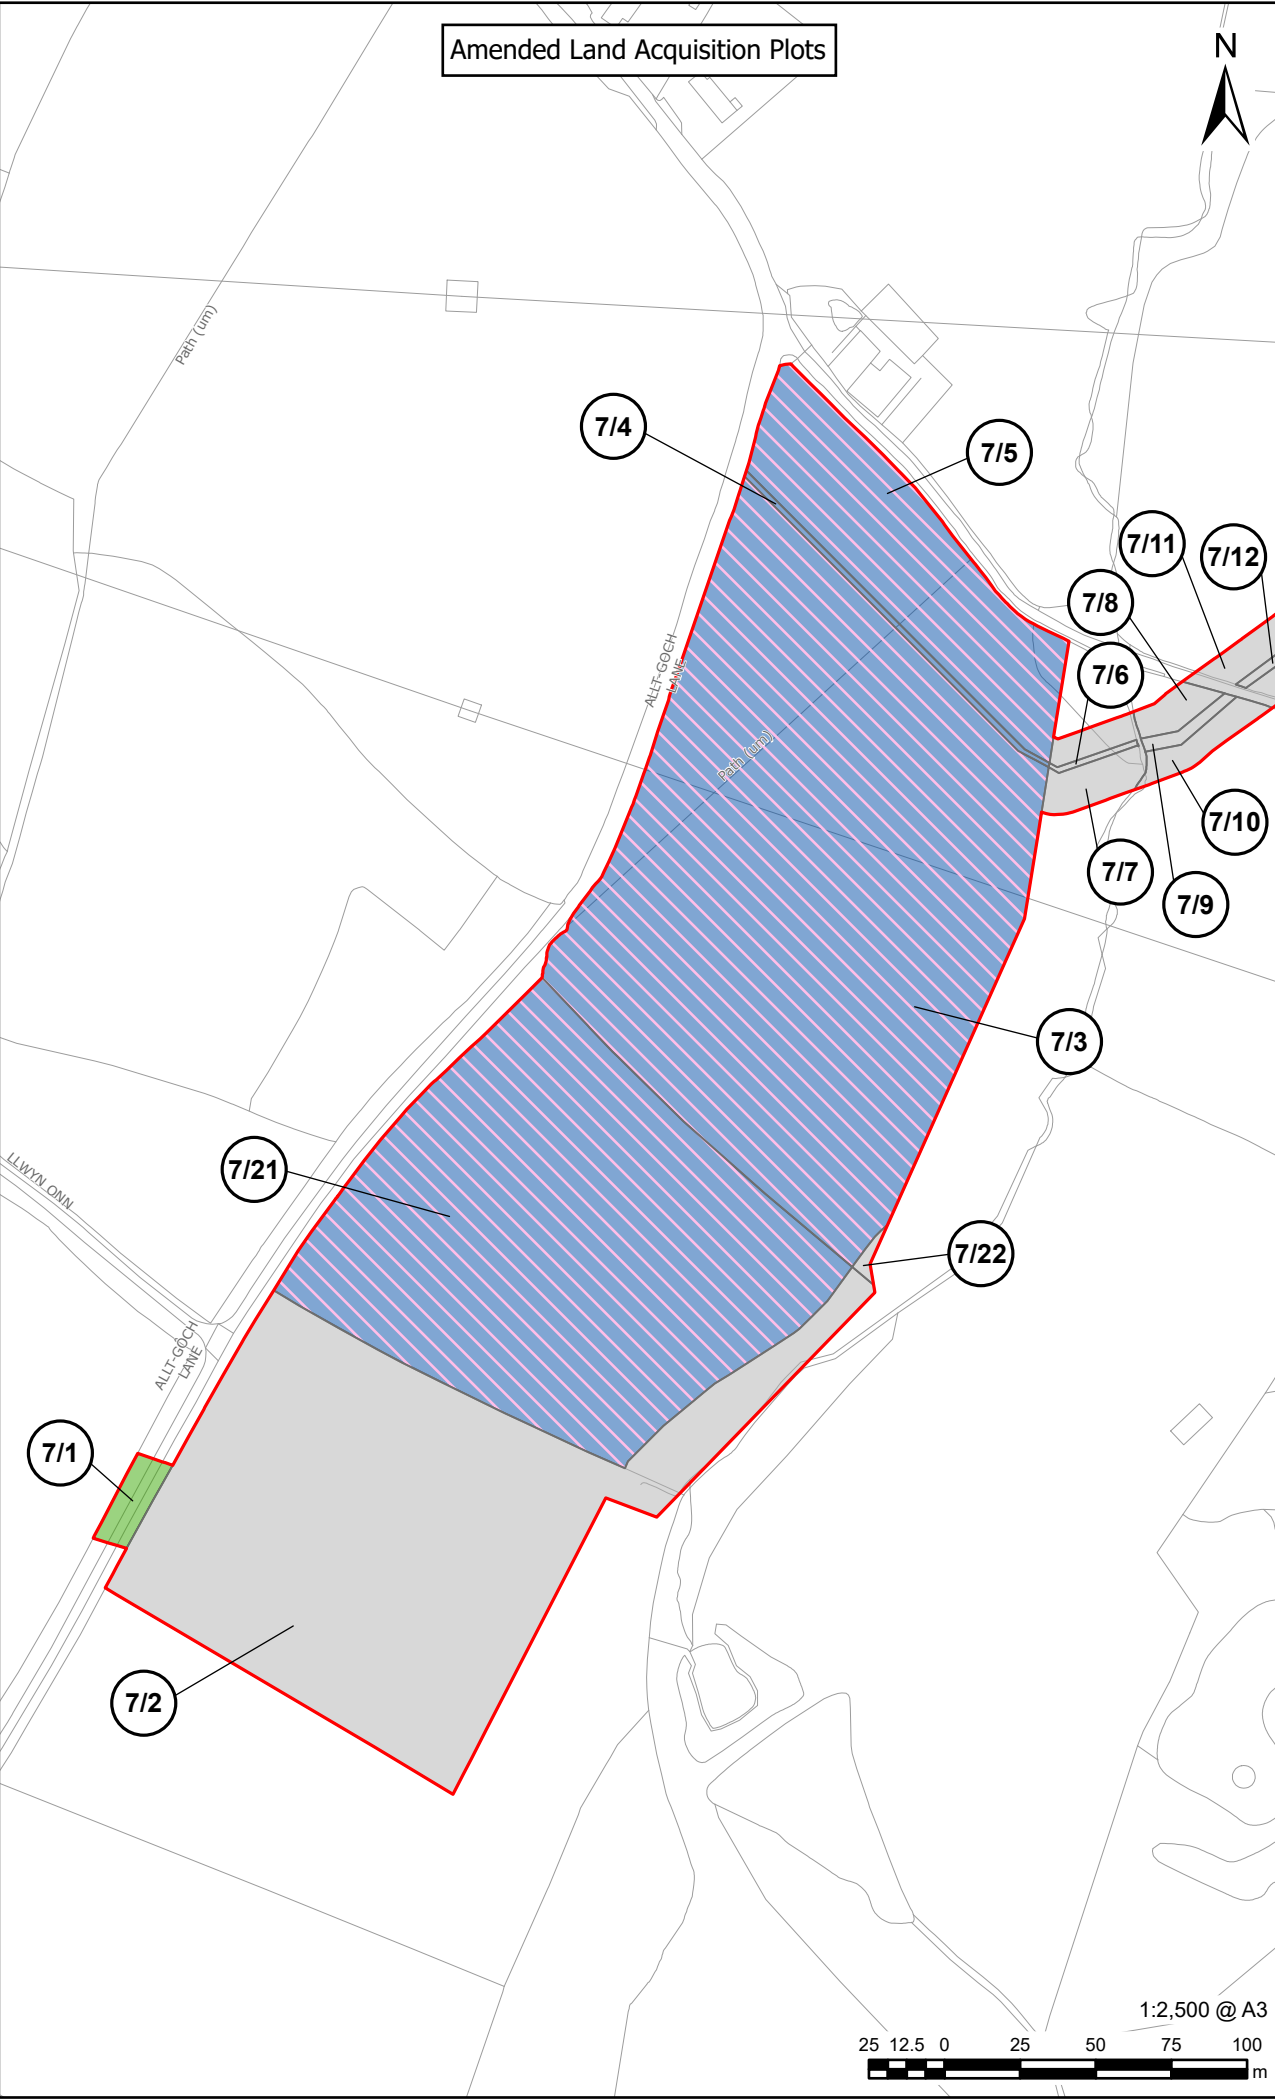 Amended Land Acquisition Plots
N
Path (um)
7/4
7/5
7/11
7/12
7/8
7/6
ALLT-GOCH
LANE
Path (um)
7/10
7/7
7/9
7/3
7/21
LLWYN ONN
7/22
ALLT-GOCH
LANE
7/1
7/2
1:2,500 @ A3
25 12.5 0 25 50 75 100
m